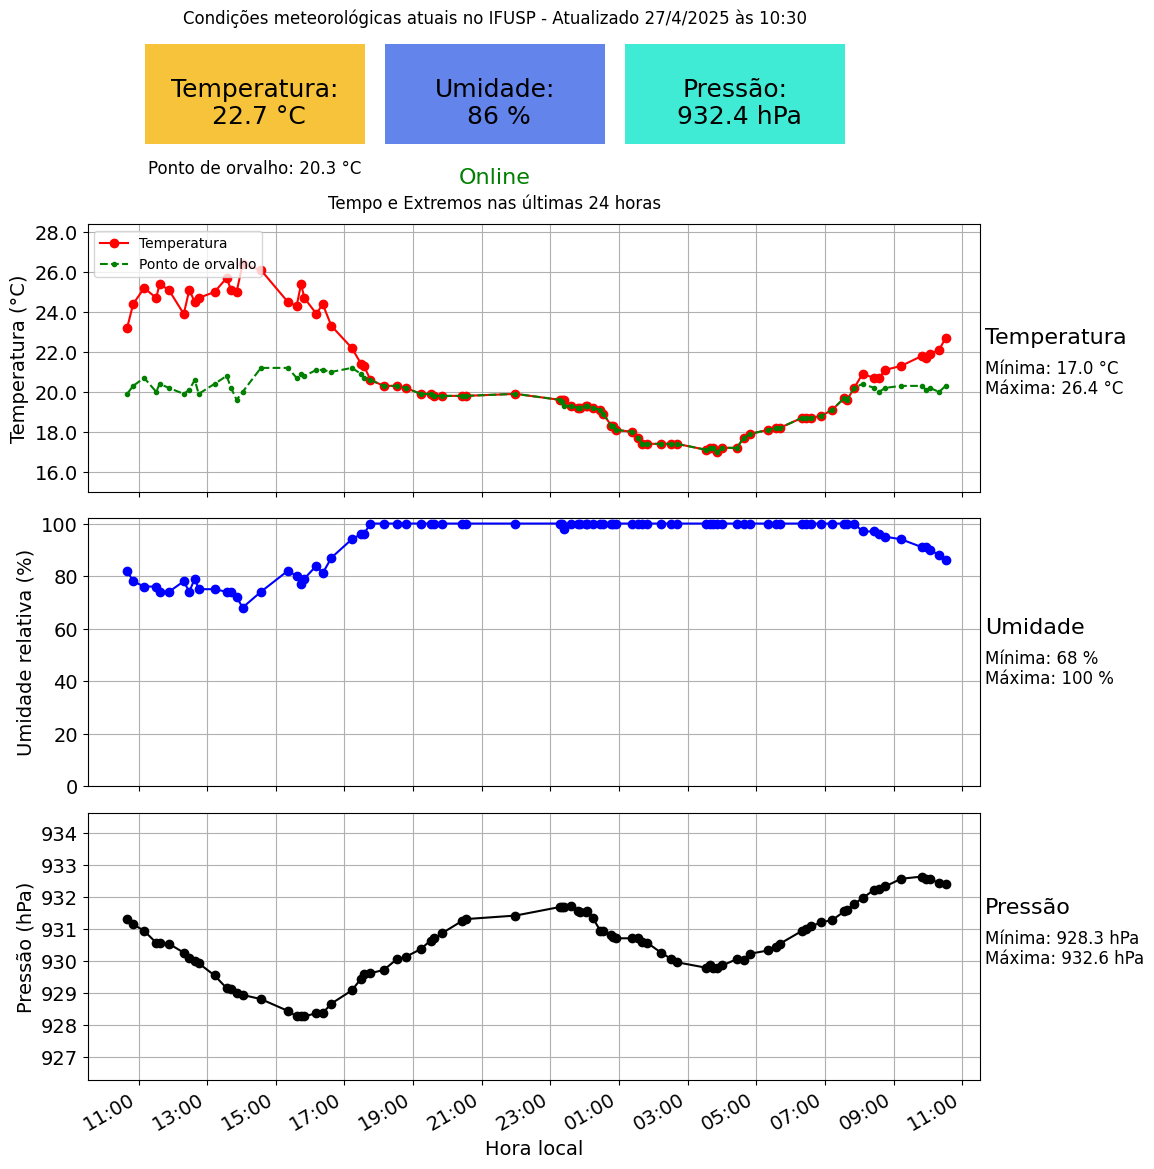 Condições meteorológicas atuais no IFUSP - Atualizado 27/4/2025 às 10:30
Temperatura:
22.7 °C
Umidade:
86 %
Pressão:
932.4 hPa
Ponto de orvalho: 20.3 °C
Online
Tempo e Extremos nas últimas 24 horas
Temperatura (°C)
28.0
26.0
24.0
22.0
20.0
18.0
16.0
Temperatura
Ponto de orvalho
Temperatura
Mínima: 17.0 °C
Máxima: 26.4 °C
Umidade relativa (%)
100
80
60
40
20
0
Umidade
Mínima: 68 %
Máxima: 100 %
Pressão (hPa)
934
933
932
931
930
929
928
927
Pressão
Mínima: 928.3 hPa
Máxima: 932.6 hPa
11:00 13:00 15:00 17:00 19:00 21:00 23:00 01:00 03:00 05:00 07:00 09:00 11:00
Hora local